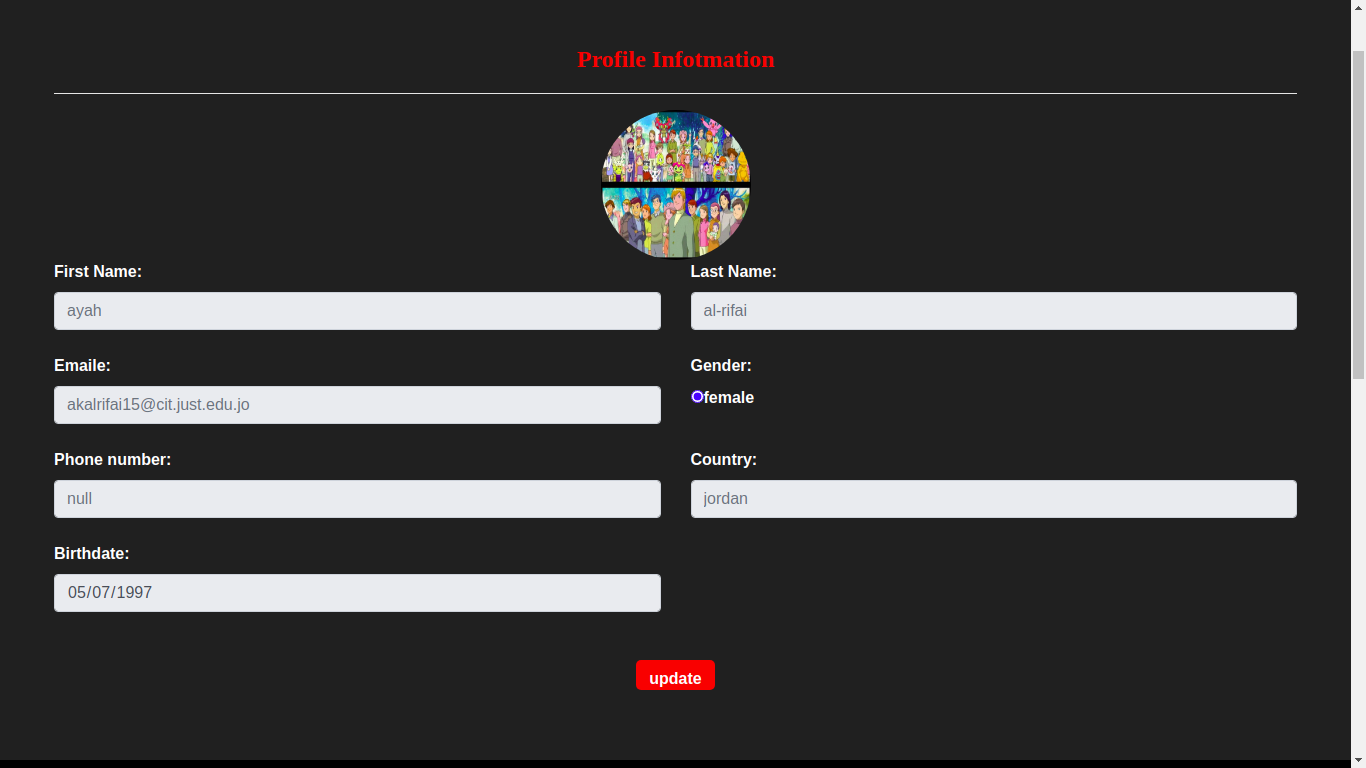 Profile Infotmation
First Name:
Last Name:
ayah
al-rifai
Emaile:
Gender:
akalrifai15@cit.just.edu.jo
female
Phone number:
Country:
null
jordan
Birthdate:
05/07/1997
update